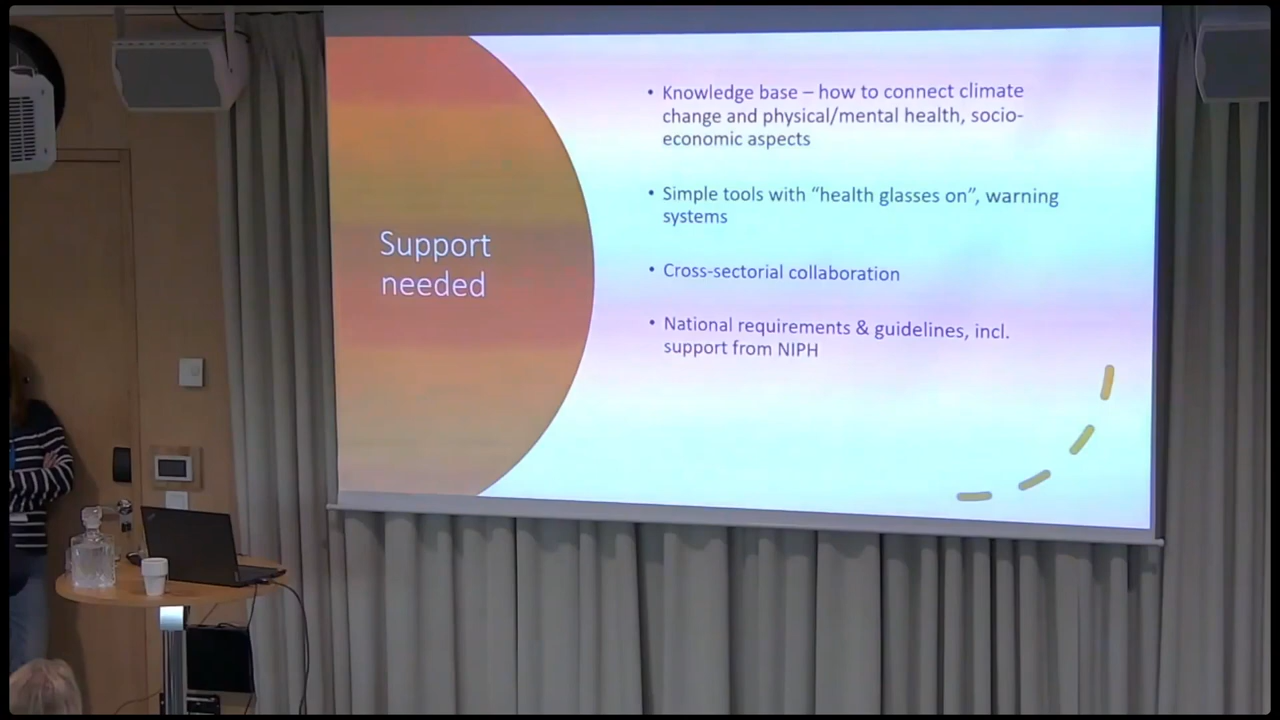 Support
needed
• Knowledge base – how to connect climate
change and physical/mental health, socio-
economic aspects
• Simple tools with “health glasses on”, warning
systems
• Cross-sectorial collaboration
• National requirements & guidelines, incl.
support from NIPH